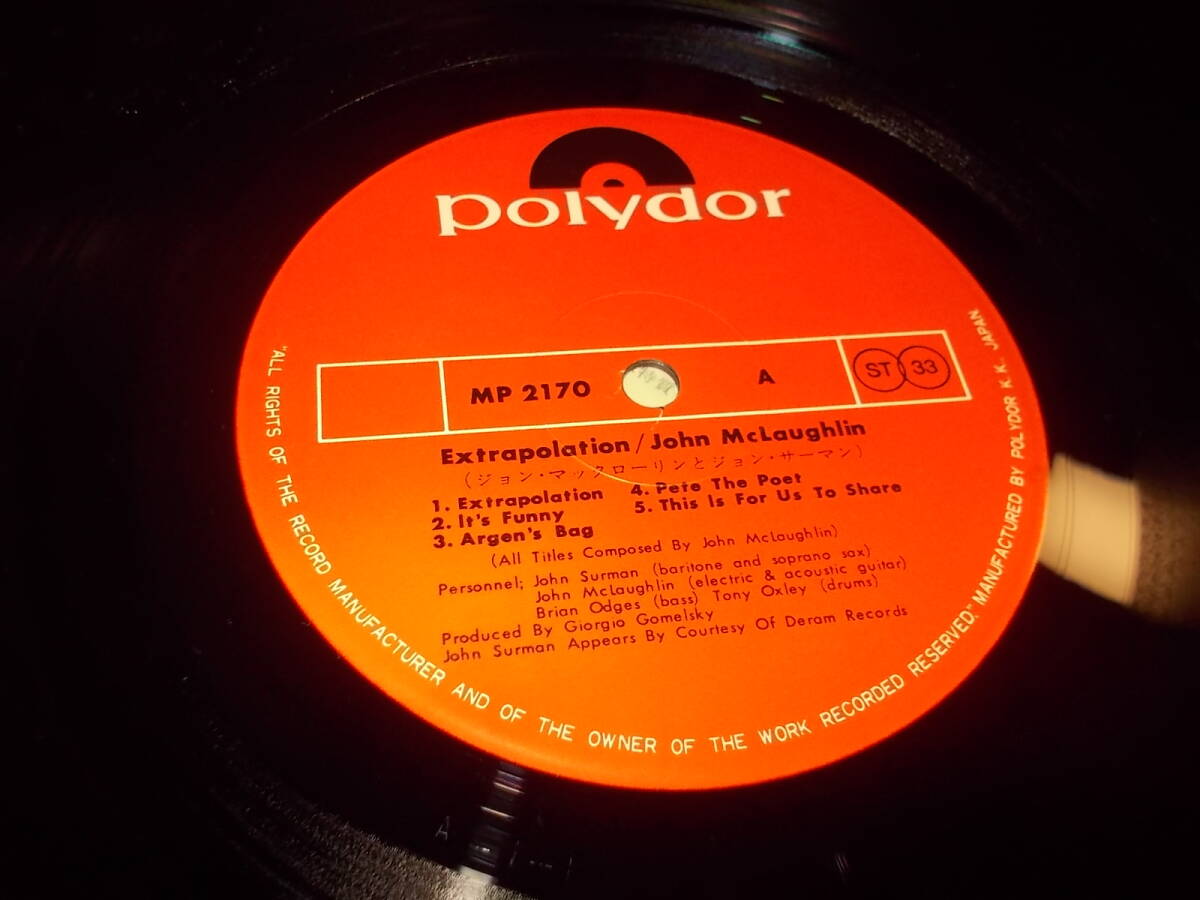 polydor
MP 2170
A
ST 33
Extrapolation / John McLaughlin
(ジョン・マックローリンとジョン・サーマン)
1. Extrapolation
2. It's Funny
3. Argen's Bag
4. Pete The Poet
5. This Is For Us To Share
(All Titles Composed By John McLaughlin)
Personnel; John Surman (baritone and soprano sax)
John McLaughlin (electric & acoustic guitar)
Brian Odges (bass) Tony Oxley (drums)
Produced By Giorgio Gomelsky
John Surman Appears By Courtesy Of Deram Records
"ALL RIGHTS OF THE RECORD MANUFACTURER AND OF THE OWNER OF THE WORK RECORDED RESERVED." MANUFACTURED BY POLYDOR K.K. JAPAN